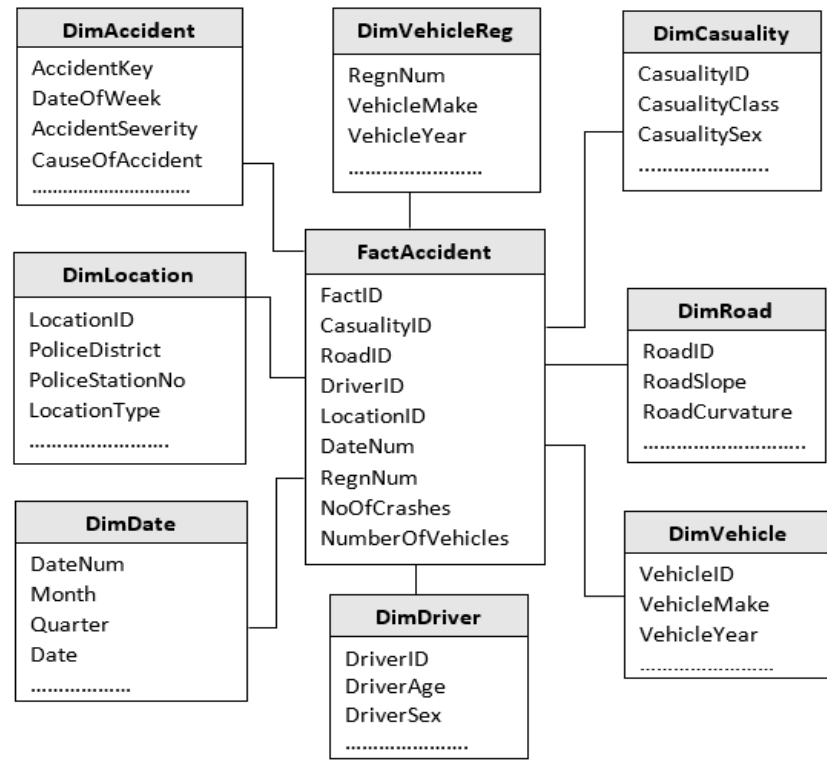 DimAccident
AccidentKey
DateOfWeek
AccidentSeverity
CauseOfAccident
................................
DimVehicleReg
RegnNum
VehicleMake
VehicleYear
........................
DimCasuality
CasualityID
CasualityClass
CasualitySex
.......................
DimLocation
LocationID
PoliceDistrict
PoliceStationNo
LocationType
.........................
FactAccident
FactID
CasualityID
RoadID
DriverID
LocationID
DateNum
RegnNum
NoOfCrashes
NumberOfVehicles
DimRoad
RoadID
RoadSlope
RoadCurvature
.............................
DimDate
DateNum
Month
Quarter
Date
..................
DimDriver
DriverID
DriverAge
DriverSex
......................
DimVehicle
VehicleID
VehicleMake
VehicleYear
........................